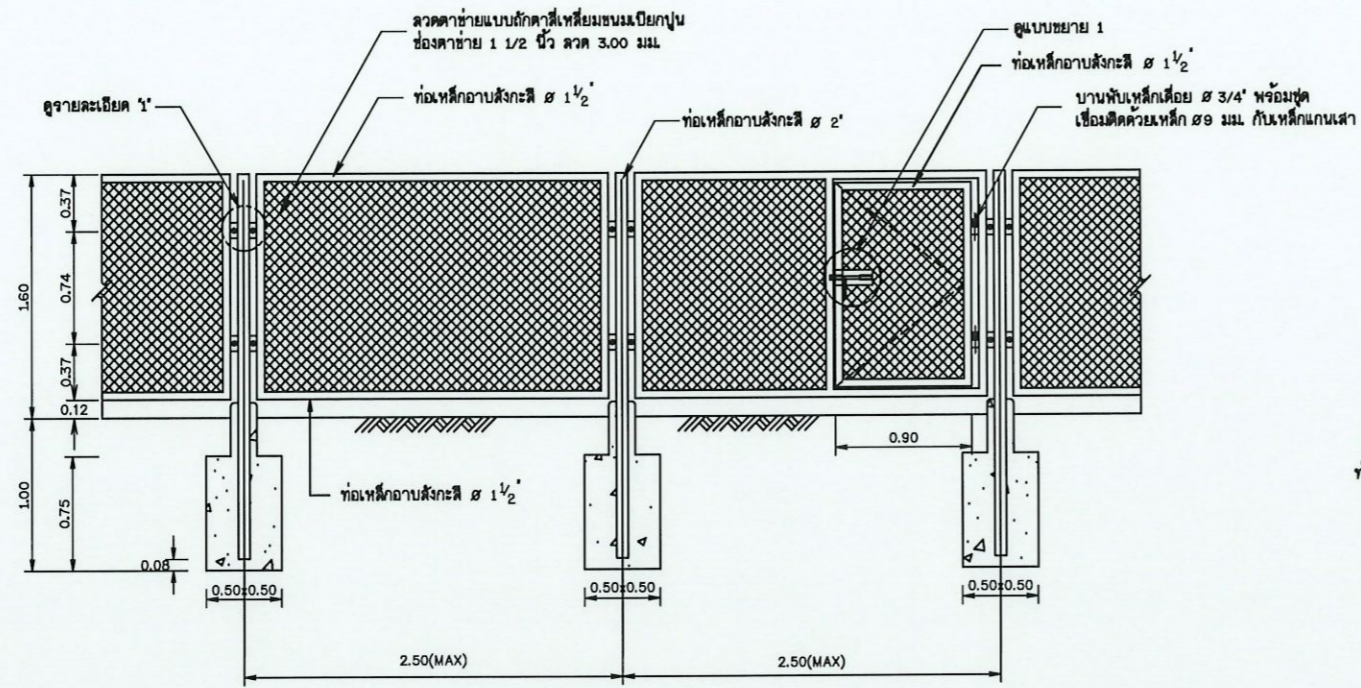 ลวดตาข่ายแบบถักตาสี่เหลี่ยมขนมเปียกปูน
ช่องตาข่าย 1 1/2 นิ้ว ลวด 3.00 มม.
ดูแบบขยาย 1
ท่อเหล็กอาบสังกะสี ø 1 1/2"
ดูรายละเอียด "1"
ท่อเหล็กอาบสังกะสี ø 1 1/2"
ท่อเหล็กอาบสังกะสี ø 2"
บานพับเหล็กเดือย ø 3/4" พร้อมชุด
เชื่อมติดด้วยเหล็ก ø9 มม. กับเหล็กแกนเสา
0.37
0.74
1.60
0.37
0.12
0.90
1.00
0.75
ท่อเหล็กอาบสังกะสี ø 1 1/2"
0.08
0.50x0.50
0.50x0.50
0.50x0.50
2.50(MAX)
2.50(MAX)